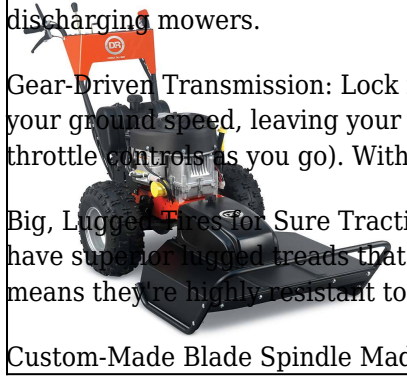 discharging mowers.
Gear-Driven Transmission: Lock
your ground speed, leaving your
throttle controls as you go). With
Big, Lugged Tires for Sure Tracti
have superior lugged treads that
means they're highly resistant to
Custom-Made Blade Spindle Mad
DR